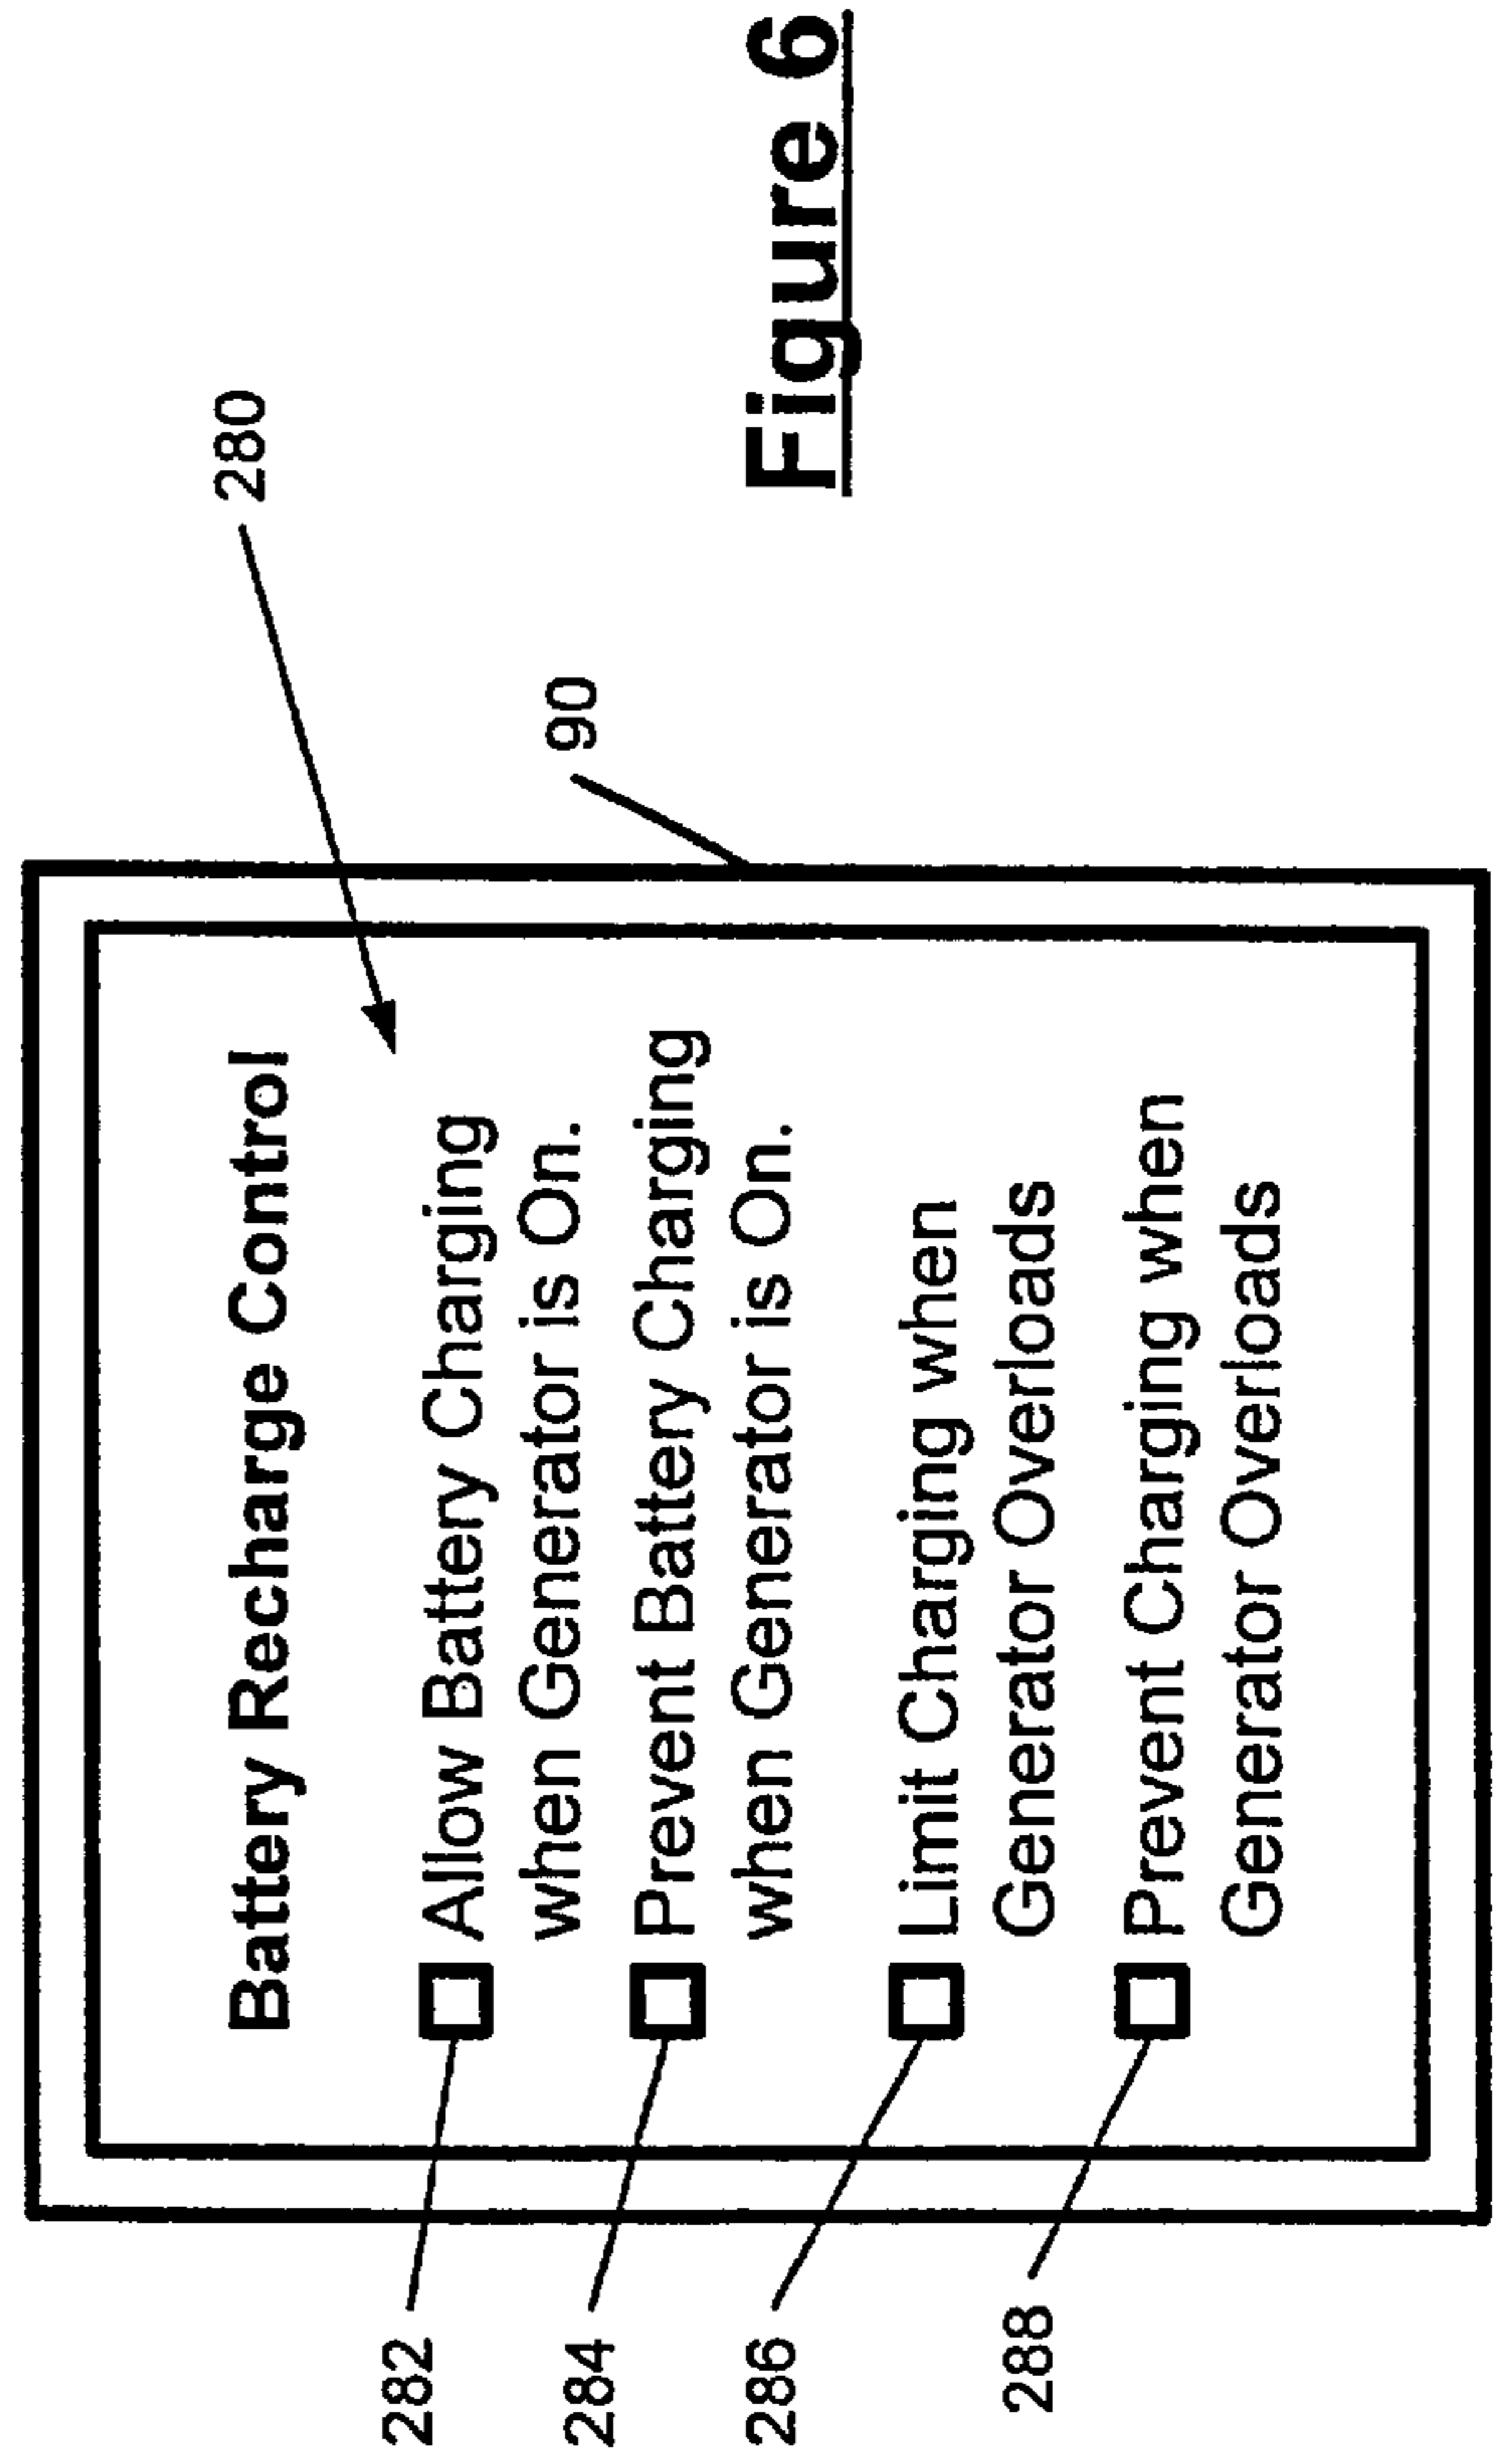 Battery Recharge Control
280
282
Allow Battery Charging
when Generator is On.
90
284
Prevent Battery Charging
when Generator is On.
286
Limit Charging when
Generator Overloads
288
Prevent Charging when
Generator Overloads
Figure 6